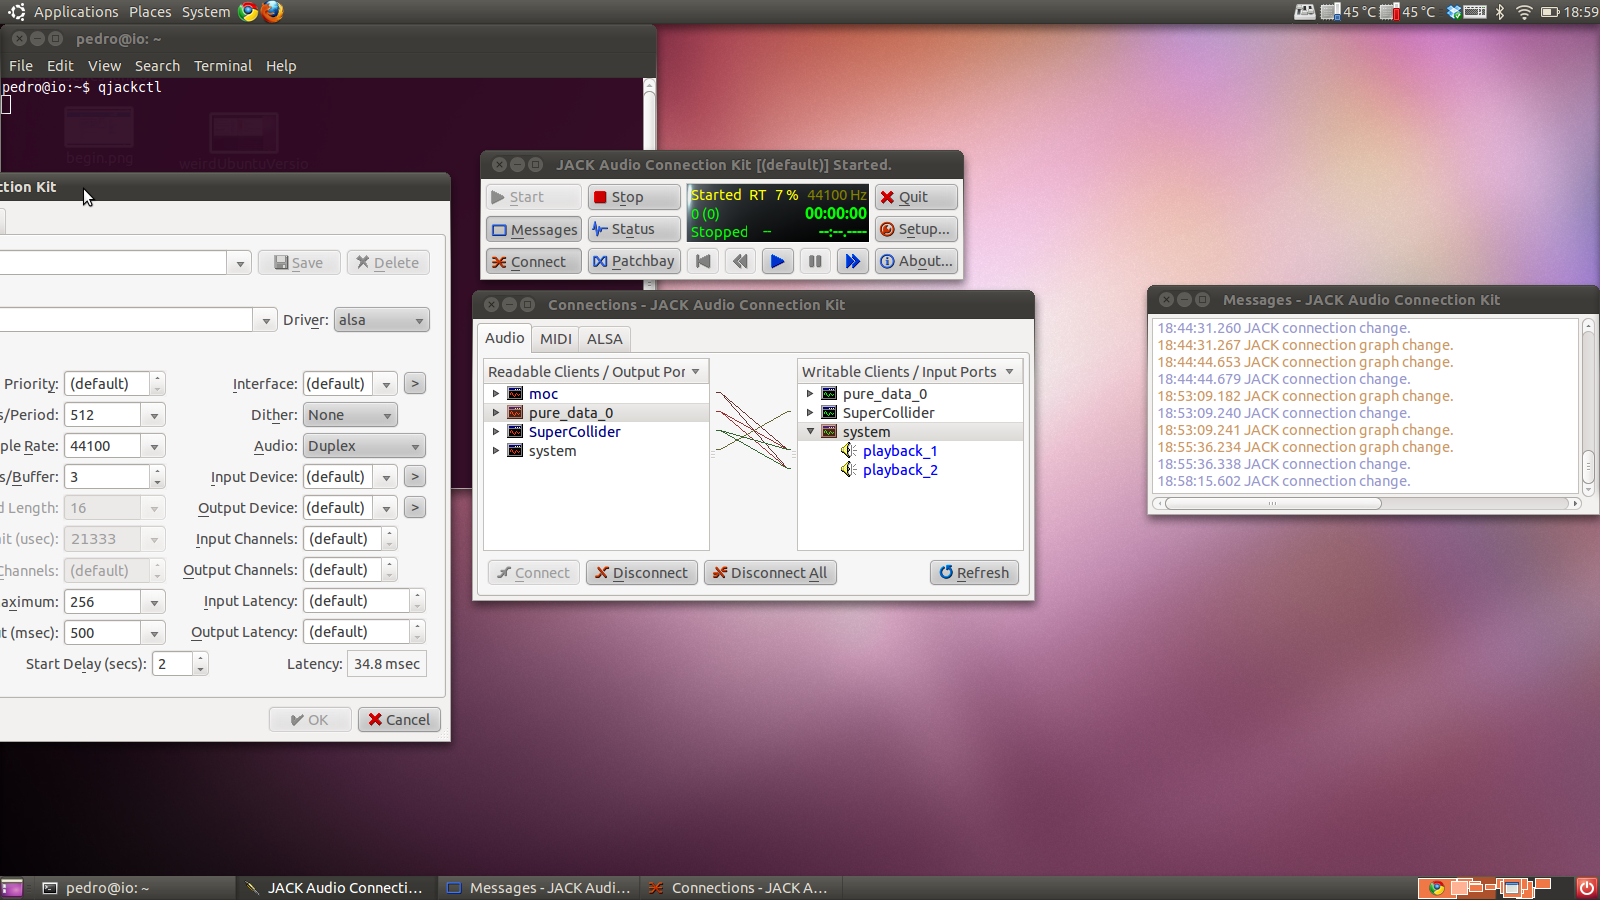 Applications Places System
45 °C 45 °C 18:59
pedro@io: ~
File Edit View Search Terminal Help
pedro@io:~$ qjackctl
begin.png
weirdUbuntuVersio
ction Kit
Save Delete
Driver: alsa
Priority: (default) Interface: (default) >
s/Period: 512 Dither: None
ple Rate: 44100 Audio: Duplex
s/Buffer: 3 Input Device: (default) >
d Length: 16 Output Device: (default) >
ait (usec): 21333 Input Channels: (default)
Channels: (default) Output Channels: (default)
aximum: 256 Input Latency: (default)
ut (msec): 500 Output Latency: (default)
Start Delay (secs): 2 Latency: 34.8 msec
OK Cancel
JACK Audio Connection Kit [(default)] Started.
Start Stop Started RT 7 % 44100 Hz Quit
0 (0) 00:00:00
Messages Status Stopped -- --:--.---- Setup...
Connect Patchbay About...
Connections - JACK Audio Connection Kit
Audio MIDI ALSA
Readable Clients / Output Por Writable Clients / Input Ports
moc pure_data_0
pure_data_0 SuperCollider
SuperCollider system
system playback_1
playback_2
Connect Disconnect Disconnect All Refresh
Messages - JACK Audio Connection Kit
18:44:31.260 JACK connection change.
18:44:31.267 JACK connection graph change.
18:44:44.653 JACK connection graph change.
18:44:44.679 JACK connection change.
18:53:09.182 JACK connection graph change.
18:53:09.240 JACK connection change.
18:53:09.241 JACK connection graph change.
18:55:36.234 JACK connection graph change.
18:55:36.338 JACK connection change.
18:58:15.602 JACK connection change.
pedro@io: ~ JACK Audio Connecti... Messages - JACK Audi... Connections - JACK A...